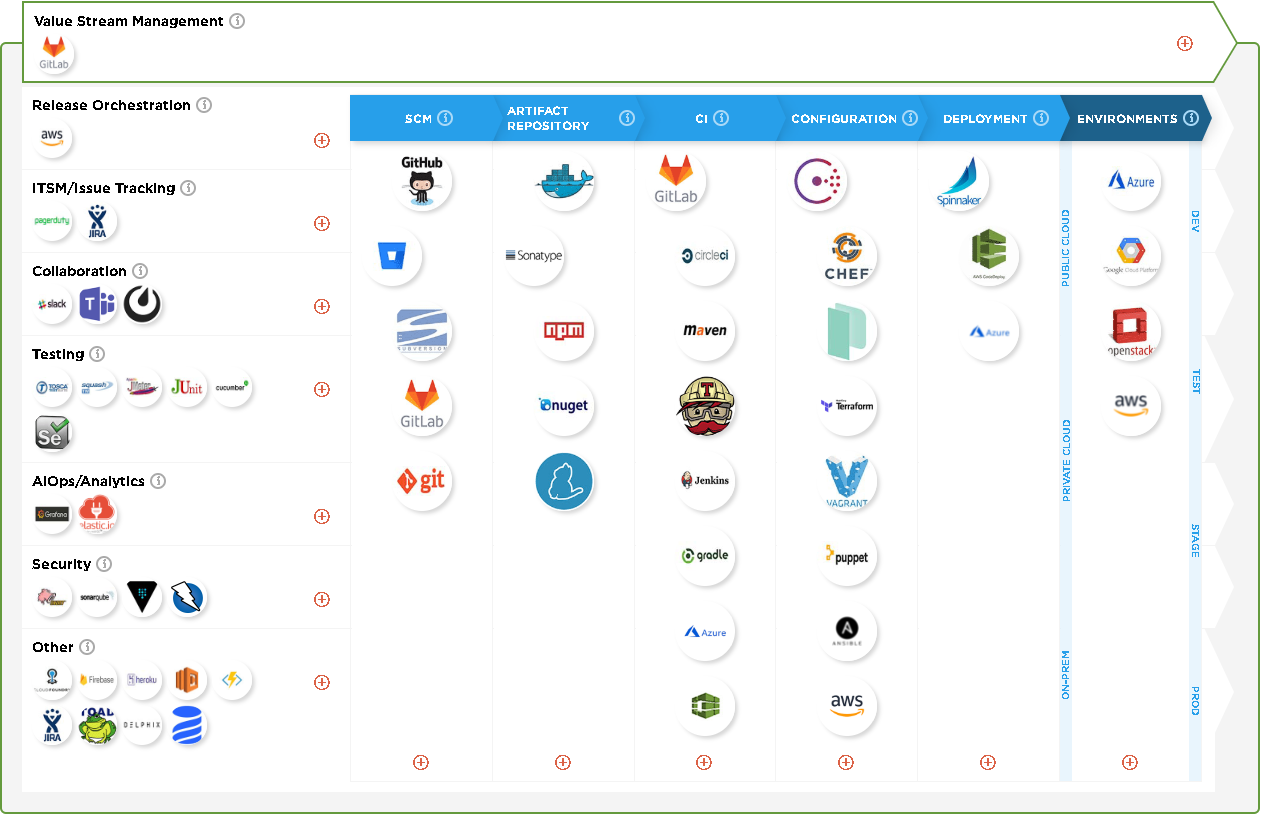 Value Stream Management
GitLab
Release Orchestration
aws
ITSM/Issue Tracking
pagerduty
JIRA
Collaboration
slack
T
Testing
TOSCA
squash
JMeter
JUnit
cucumber
Se
AIOps/Analytics
Grafana
elastic.io
Security
sonarqube
Other
CLOUD FOUNDRY
Firebase
heroku
JIRA
TOAD
DELPHIX
SCM
ARTIFACT
REPOSITORY
CI
CONFIGURATION
DEPLOYMENT
ENVIRONMENTS
GitHub
SUBVERSION
GitLab
git
Sonatype
npm
nuget
GitLab
circleci
maven
T
Jenkins
gradle
Azure
CHEF
Terraform
VAGRANT
puppet
A
ANSIBLE
aws
Spinnaker
AWS CodeDeploy
Azure
PUBLIC CLOUD
PRIVATE CLOUD
ON-PREM
Azure
Google Cloud Platform
openstack
aws
DEV
TEST
STAGE
PROD